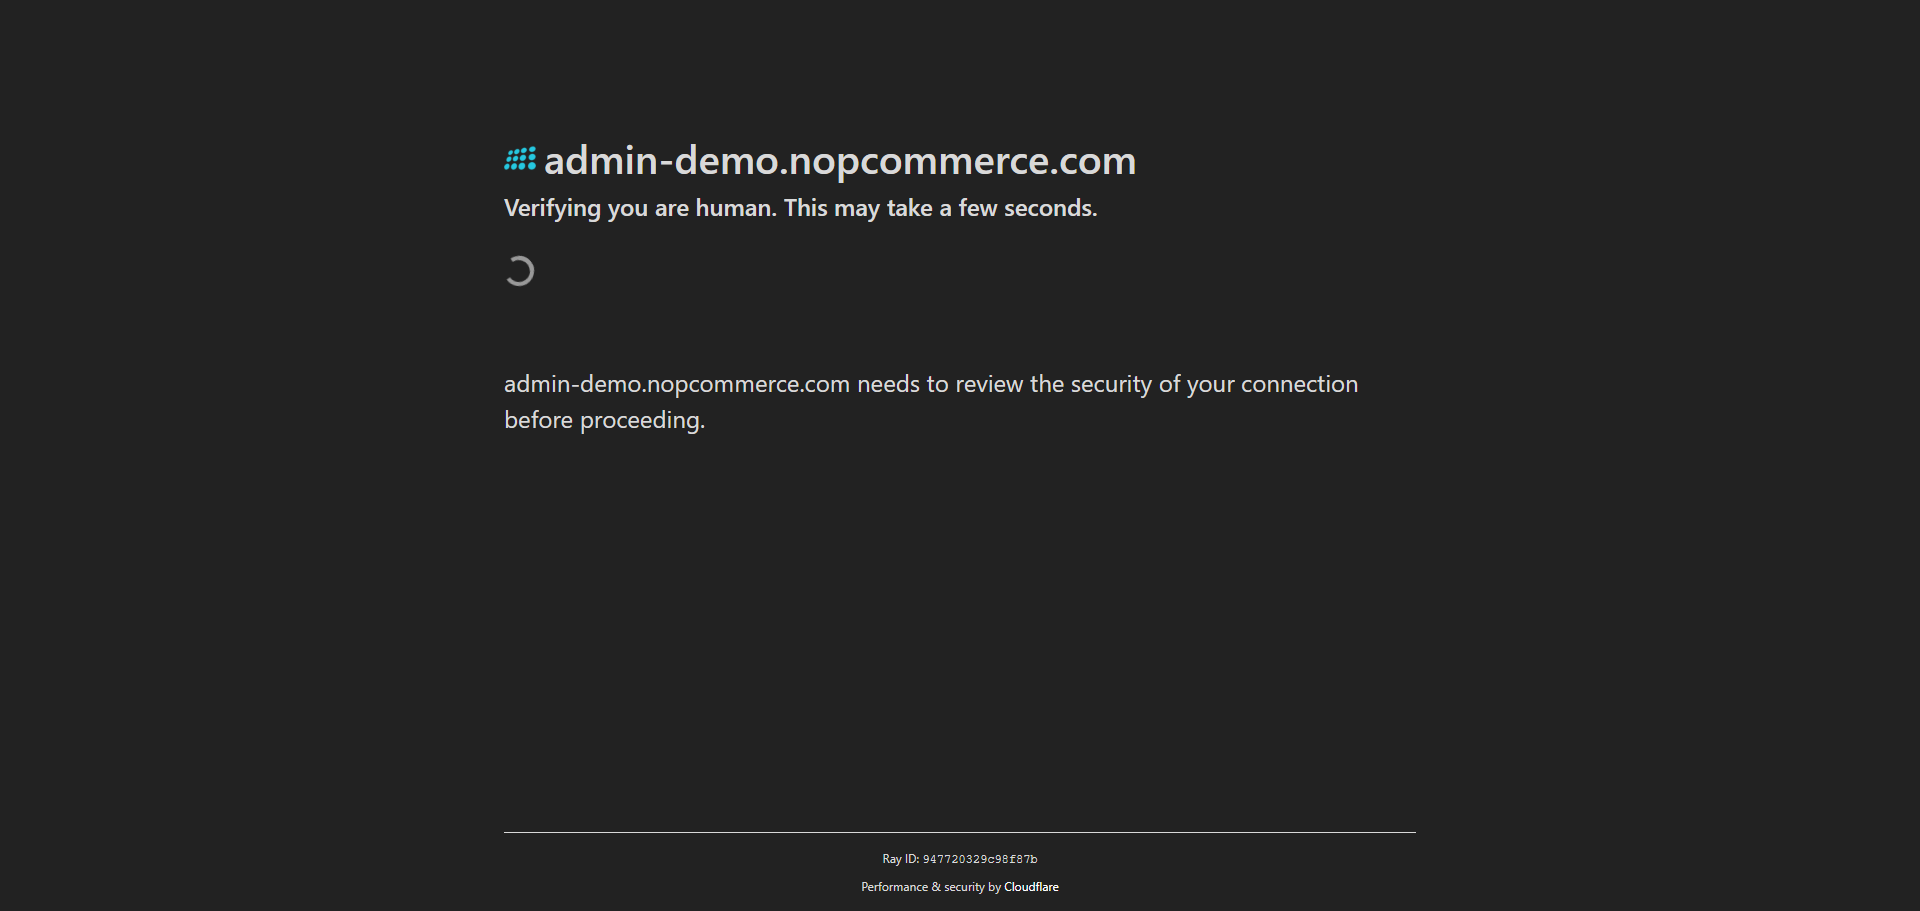 admin-demo.nopcommerce.com
Verifying you are human. This may take a few seconds.
admin-demo.nopcommerce.com needs to review the security of your connection
before proceeding.
Ray ID: 947720329c98f87b
Performance & security by Cloudflare